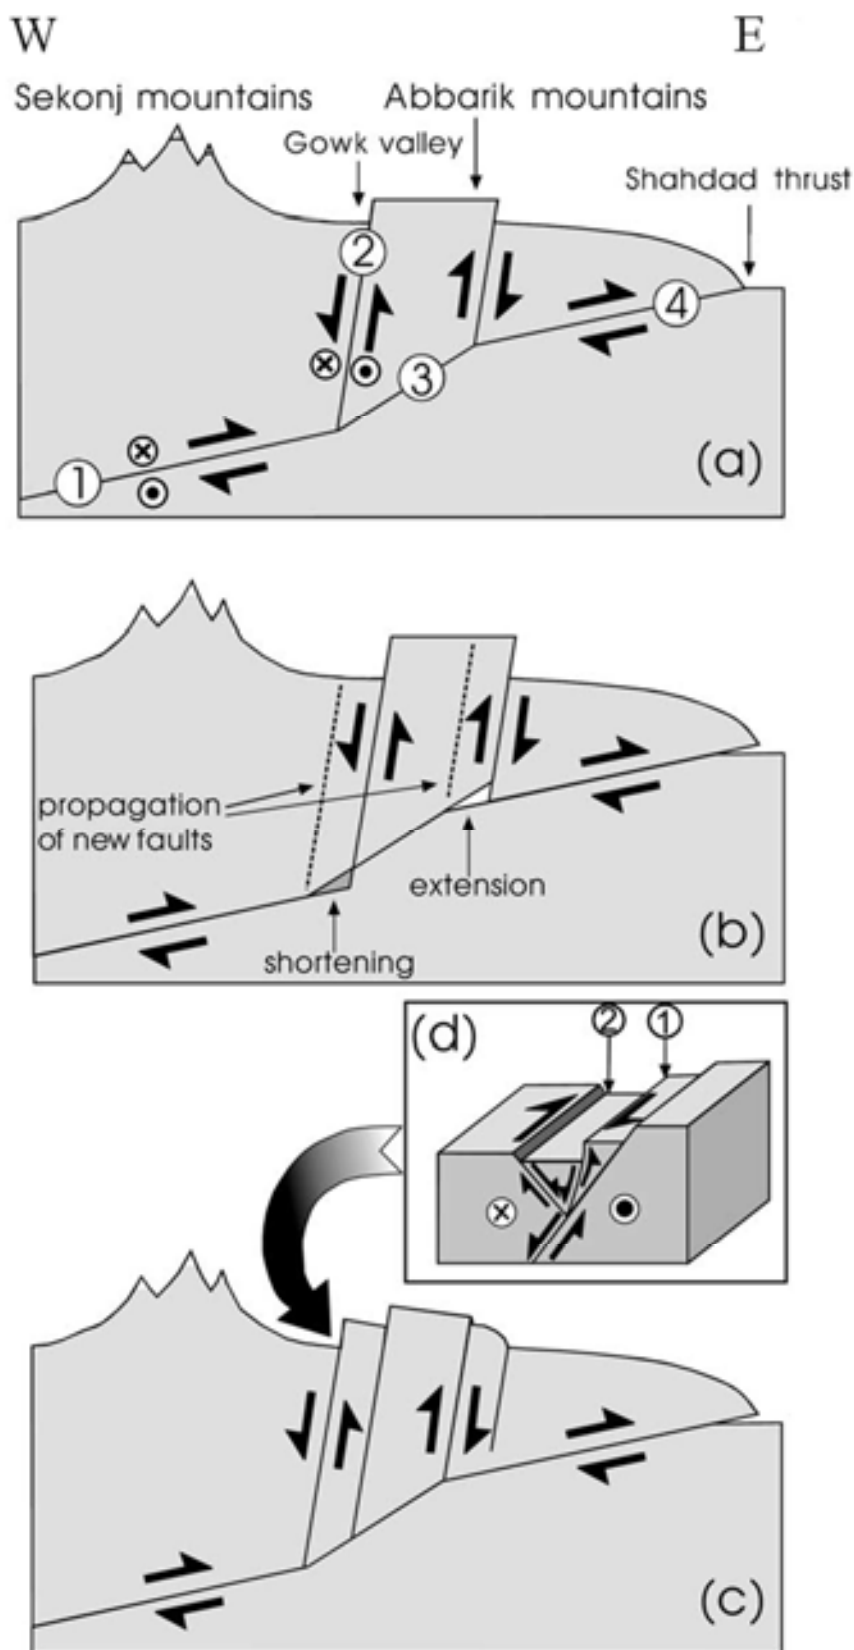 W E
Sekonj mountains Abbarik mountains
Gowk valley
Shahdad thrust
2
4
3
1
(a)
propagation
of new faults
extension
shortening
(b)
(d)
2 1
(c)